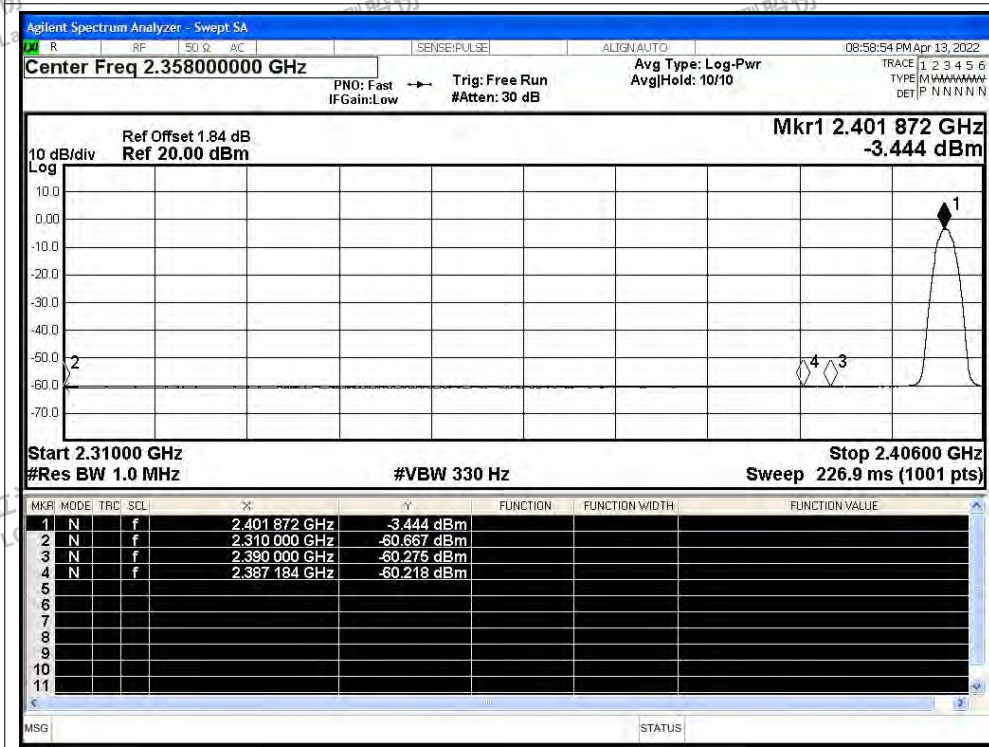 Agilent Spectrum Analyzer - Swept SA
R RF 50 Ω AC SENSE:PULSE ALIGN AUTO 08:58:54 PM Apr 13, 2022
Center Freq 2.358000000 GHz
PNO: Fast
IFGain:Low
Trig: Free Run
#Atten: 30 dB
Avg Type: Log-Pwr
Avg|Hold: 10/10
TRACE 1 2 3 4 5 6
TYPE M
DET P N N N N N
Ref Offset 1.84 dB
10 dB/div Ref 20.00 dBm
Log
Mkr1 2.401 872 GHz
-3.444 dBm
10.0
0.00
-10.0
-20.0
-30.0
-40.0
-50.0
-60.0
-70.0
1
2
4
3
Start 2.31000 GHz Stop 2.40600 GHz
#Res BW 1.0 MHz #VBW 330 Hz Sweep 226.9 ms (1001 pts)
MKR MODE TRC SCL X Y FUNCTION FUNCTION WIDTH FUNCTION VALUE
1 N f 2.401 872 GHz -3.444 dBm
2 N f 2.310 000 GHz -60.667 dBm
3 N f 2.390 000 GHz -60.275 dBm
4 N f 2.387 184 GHz -60.218 dBm
5
6
7
8
9
10
11
MSG STATUS